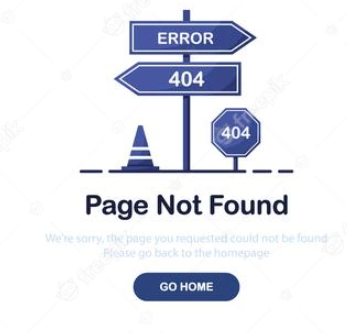 ERROR
404
404
Page Not Found
We're sorry, the page you requested could not be found
Please go back to the homepage
GO HOME